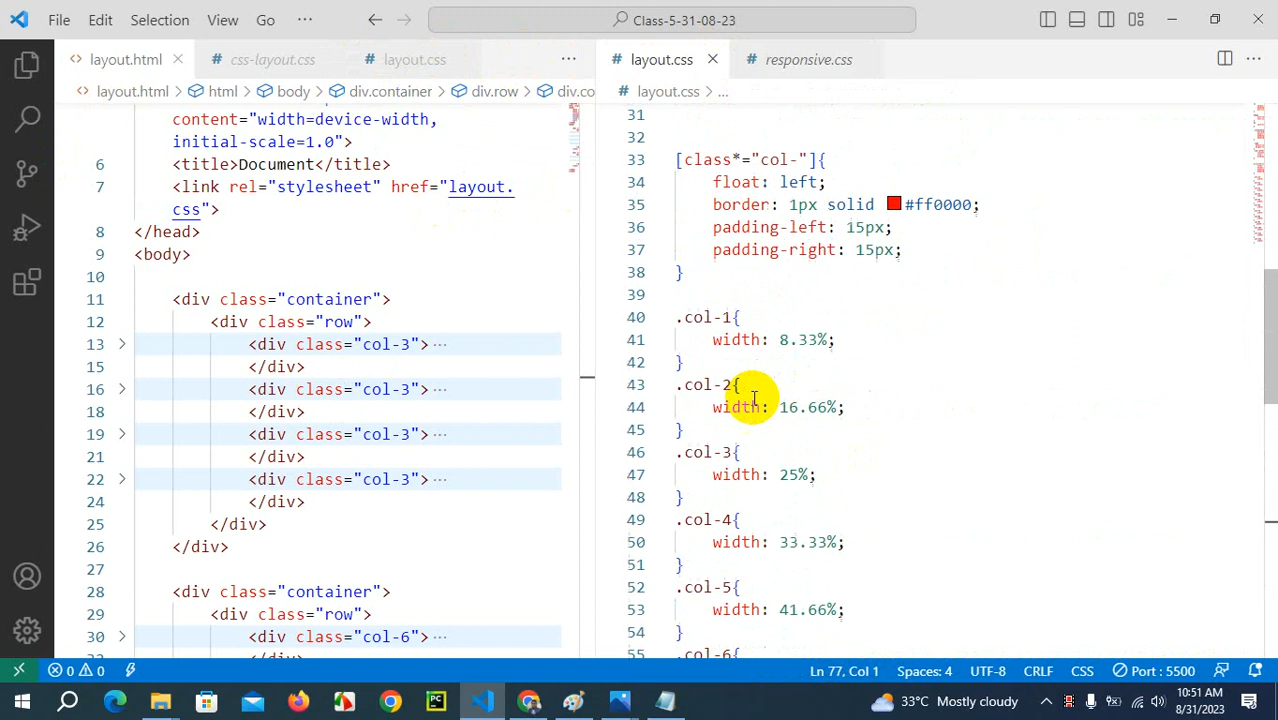 File Edit Selection View Go ··· Class-5-31-08-23
layout.html css-layout.css layout.css ···
layout.html > html > body > div.container > div.row > div.co
content="width=device-width,
initial-scale=1.0">
6 <title>Document</title>
7 <link rel="stylesheet" href="layout.
css">
8 </head>
9 <body>
10
11 <div class="container">
12 <div class="row">
13 <div class="col-3"> ···
15 </div>
16 <div class="col-3"> ···
18 </div>
19 <div class="col-3"> ···
21 </div>
22 <div class="col-3"> ···
24 </div>
25 </div>
26 </div>
27
28 <div class="container">
29 <div class="row">
30 <div class="col-6"> ···
layout.css responsive.css ···
layout.css > ...
31
32
33 [class*="col-"]{
34 float: left;
35 border: 1px solid #ff0000;
36 padding-left: 15px;
37 padding-right: 15px;
38 }
39
40 .col-1{
41 width: 8.33%;
42 }
43 .col-2{
44 width: 16.66%;
45 }
46 .col-3{
47 width: 25%;
48 }
49 .col-4{
50 width: 33.33%;
51 }
52 .col-5{
53 width: 41.66%;
54 }
55 .col-6{
0 0 Ln 77, Col 1 Spaces: 4 UTF-8 CRLF CSS Port : 5500
PC 33°C Mostly cloudy 10:51 AM
8/31/2023